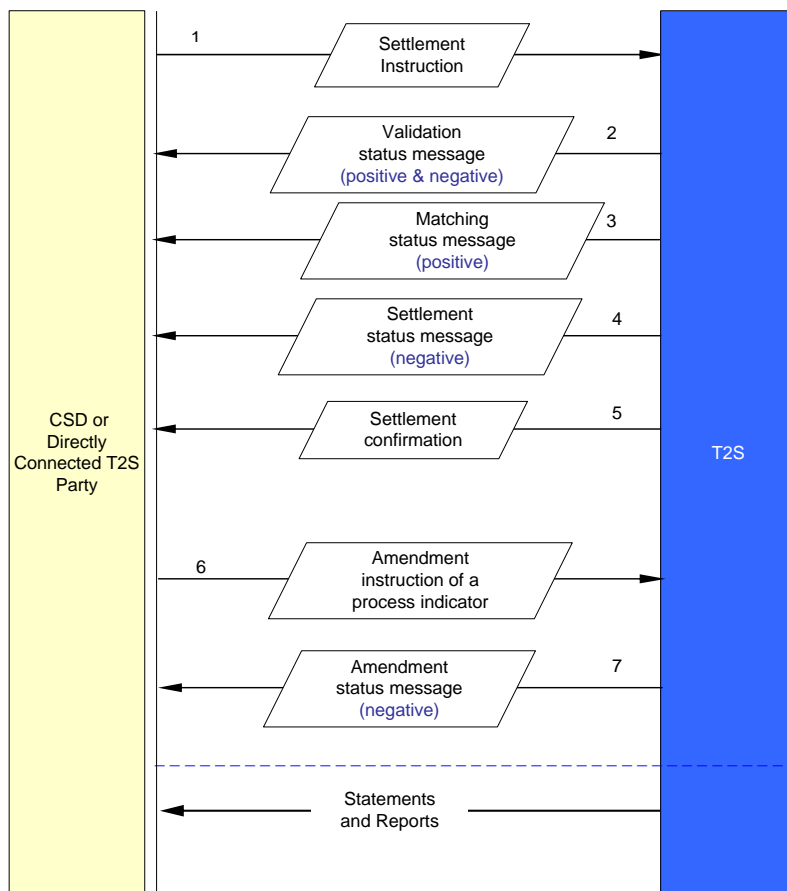 1
Settlement
Instruction
2
Validation
status message
(positive & negative)
3
Matching
status message
(positive)
4
Settlement
status message
(negative)
5
Settlement
confirmation
CSD or
Directly
Connected T2S
Party
T2S
6
Amendment
instruction of a
process indicator
7
Amendment
status message
(negative)
Statements
and Reports